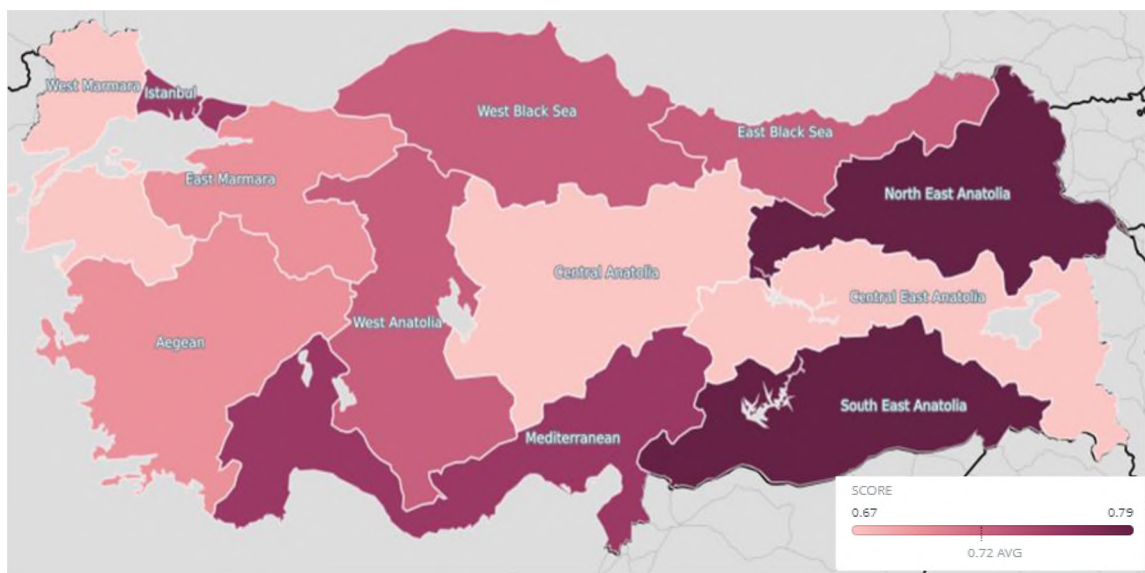 West Marmara
Istanbul
West Black Sea
East Black Sea
East Marmara
North East Anatolia
Central Anatolia
Central East Anatolia
West Anatolia
Aegean
South East Anatolia
Mediterranean
SCORE
0.67 0.79
0.72 AVG